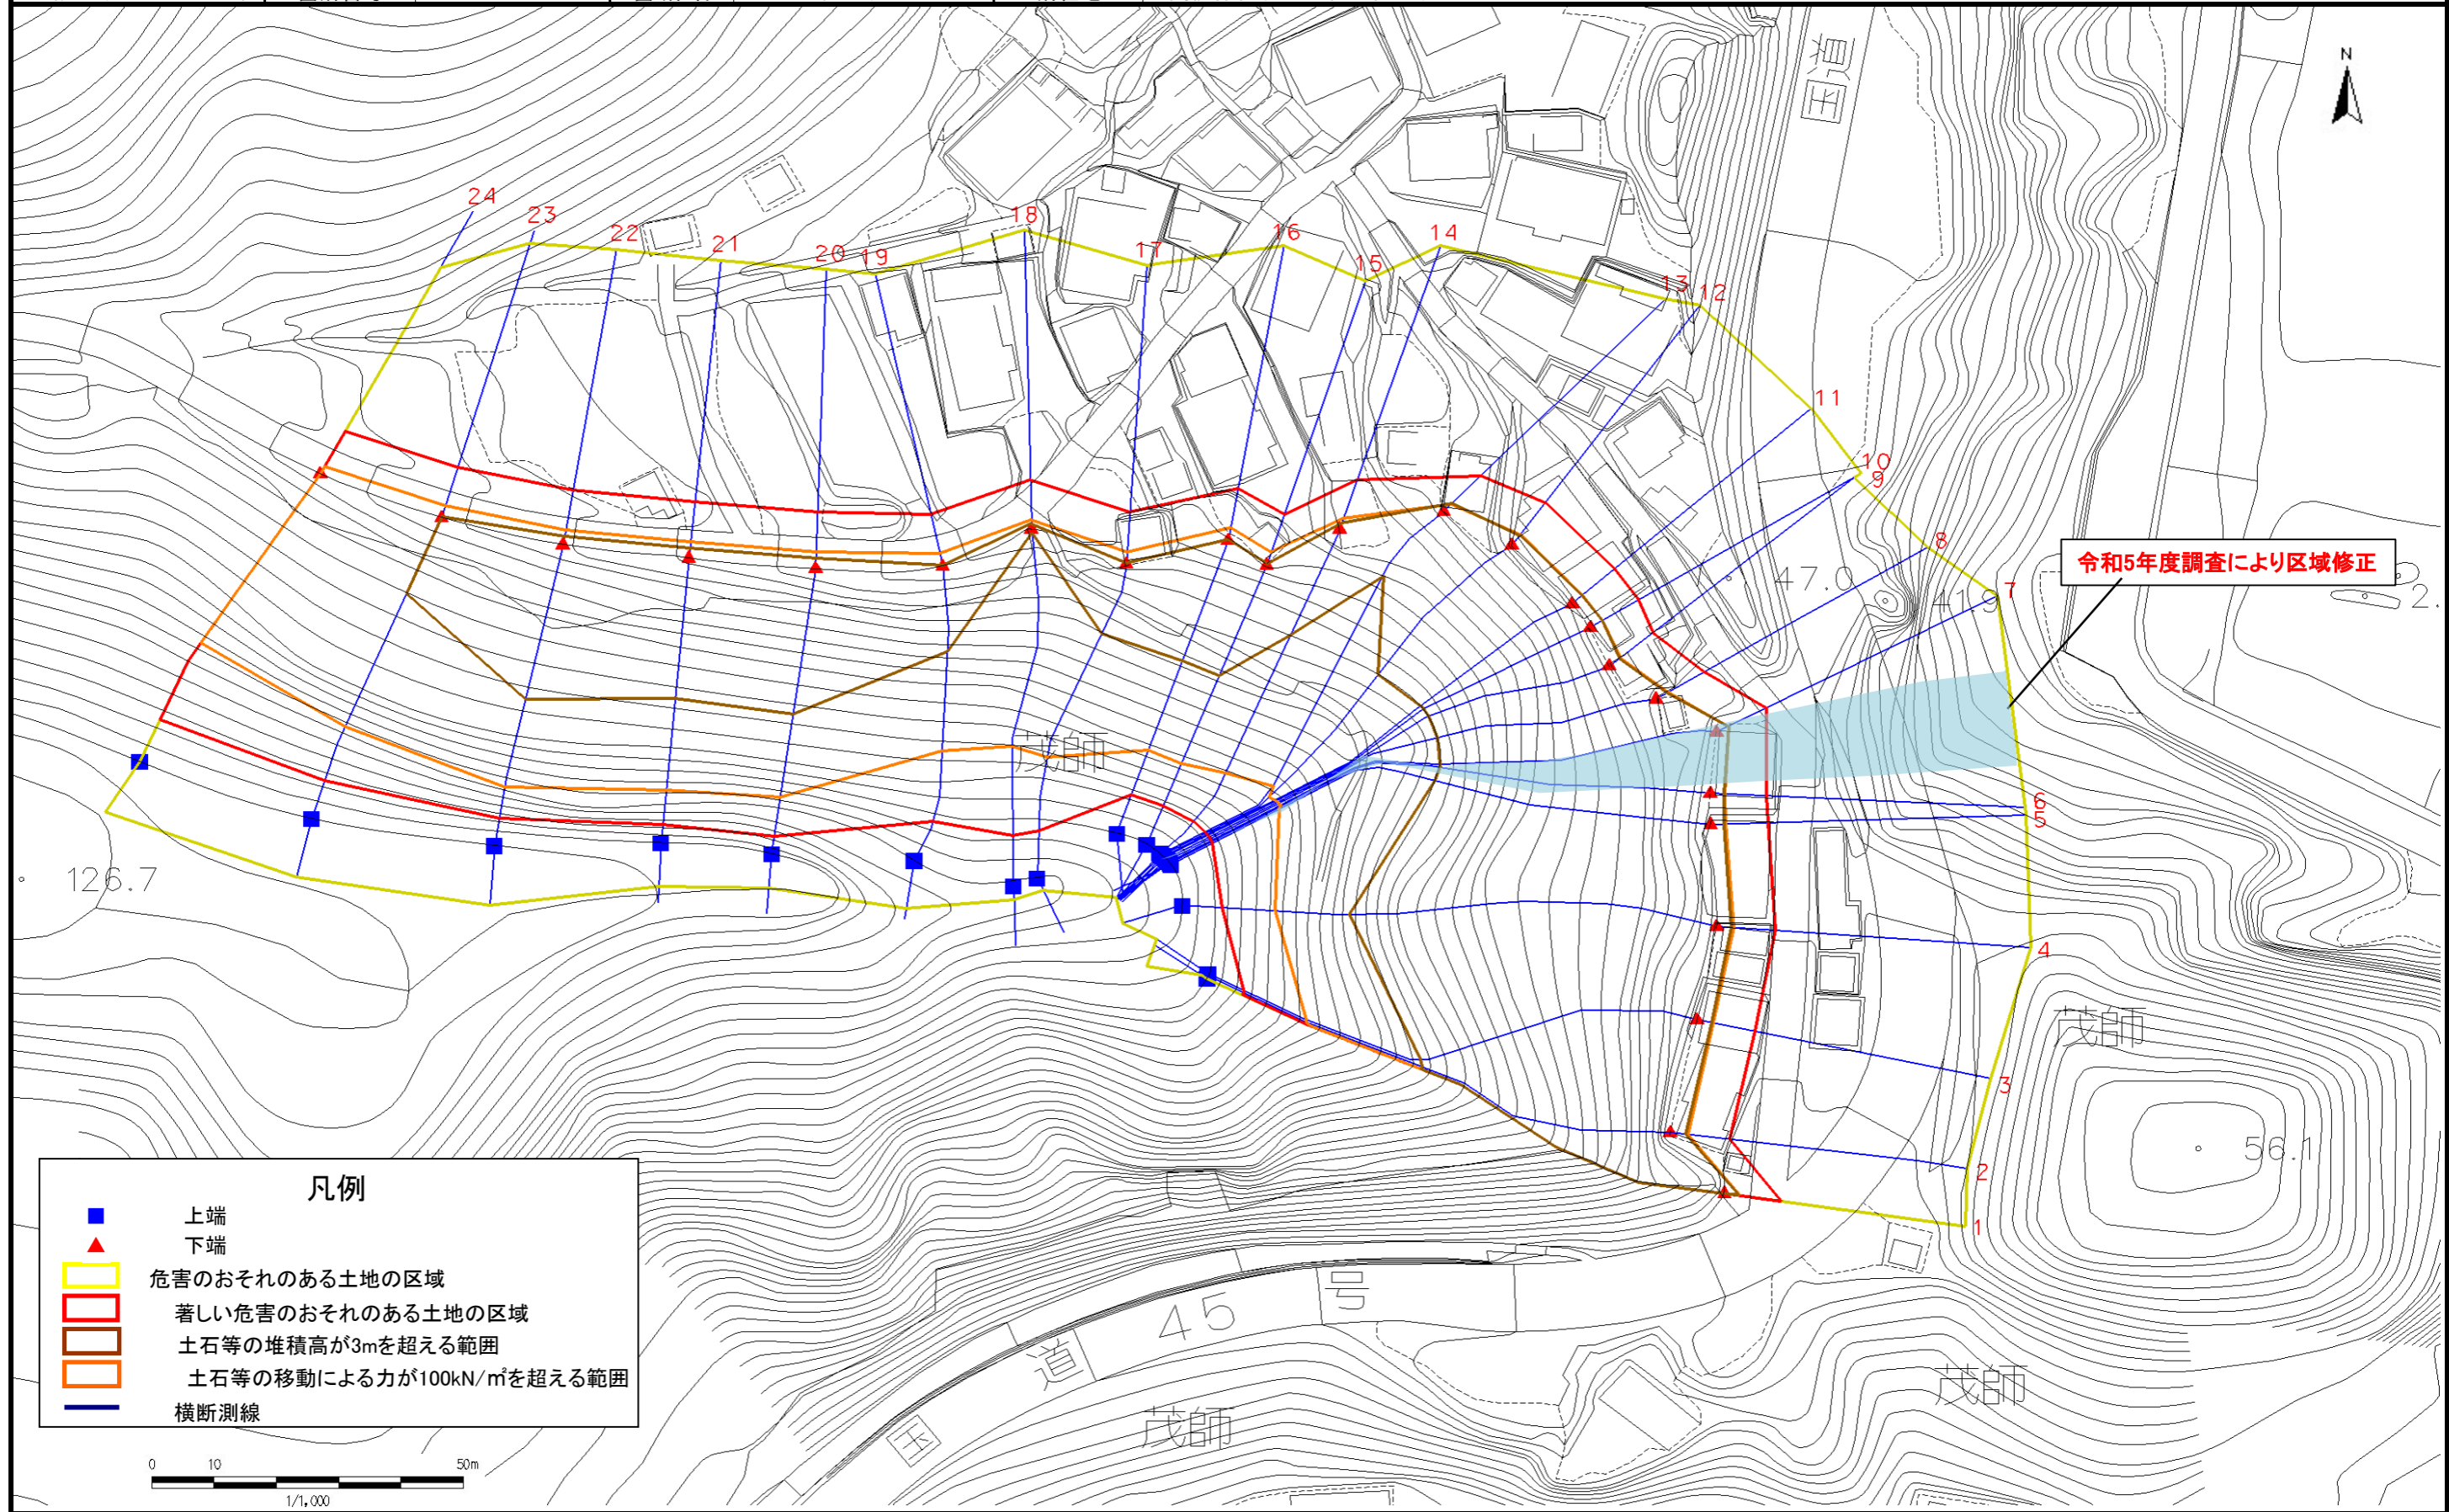 N
国道
24
23
22
21
20
19
18
17
16
15
14
13
12
11
10
9
8
7
令和5年度調査により区域修正
47.0
41.9
2.
茂師
6
5
126.7
4
茂師
3
56.1
2
1
凡例
上端
下端
危害のおそれのある土地の区域
著しい危害のおそれのある土地の区域
土石等の堆積高が3mを超える範囲
土石等の移動による力が100kN/㎡を超える範囲
横断測線
国道45号
茂師
茂師
0 10 50m
1/1,000